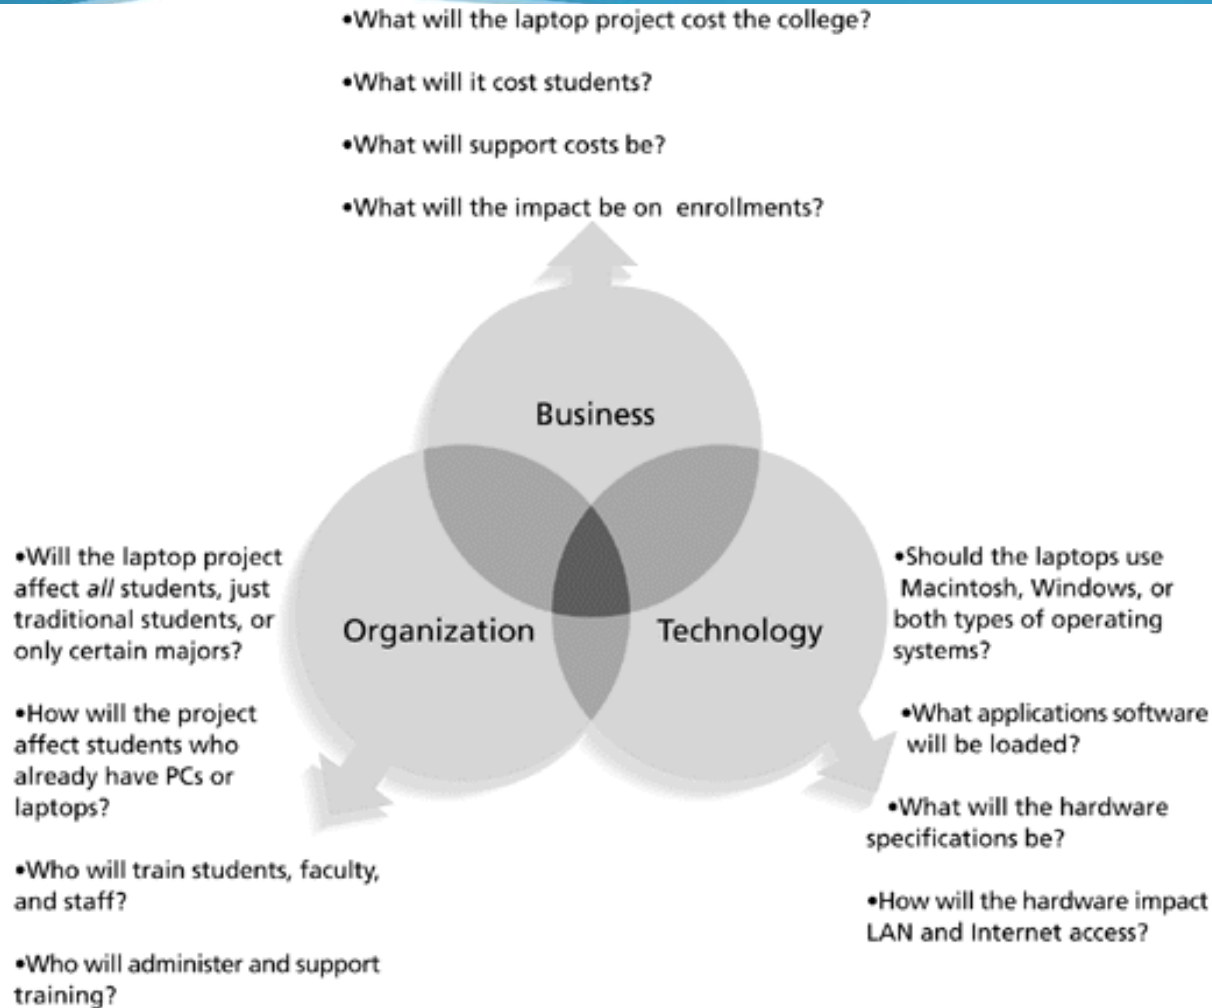 •What will the laptop project cost the college?
•What will it cost students?
•What will support costs be?
•What will the impact be on enrollments?
Business
Organization
Technology
•Will the laptop project
affect all students, just
traditional students, or
only certain majors?
•How will the project
affect students who
already have PCs or
laptops?
•Who will train students, faculty,
and staff?
•Who will administer and support
training?
•Should the laptops use
Macintosh, Windows, or
both types of operating
systems?
•What applications software
will be loaded?
•What will the hardware
specifications be?
•How will the hardware impact
LAN and Internet access?